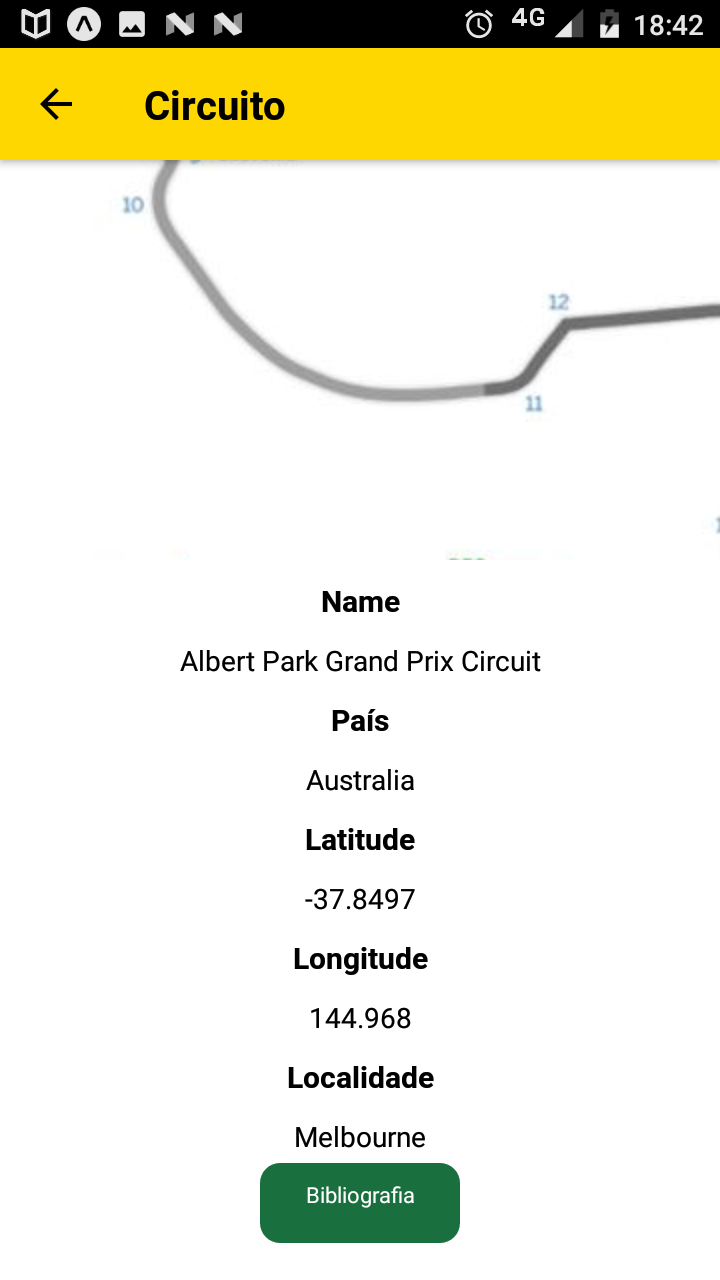 4G 18:42
Circuito
10
12
11
Name
Albert Park Grand Prix Circuit
País
Australia
Latitude
-37.8497
Longitude
144.968
Localidade
Melbourne
Bibliografia